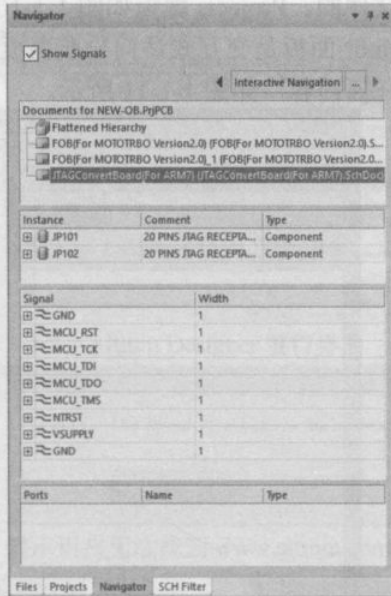 Navigator
Show Signals
Interactive Navigation ...
Documents for NEW-OB.PrjPCB
Flattened Hierarchy
FOB(For MOTOTRBO Version2.0) (FOB(For MOTOTRBO Version2.0).S...
FOB(For MOTOTRBO Version2.0)_1 (FOB(For MOTOTRBO Version2.0...
JTAGConvertBoard(For ARM7) (JTAGConvertBoard(For ARM7).SchDoc)
Instance Comment Type
JP101 20 PINS JTAG RECEPTA... Component
JP102 20 PINS JTAG RECEPTA... Component
Signal Width
GND 1
MCU_RST 1
MCU_TCK 1
MCU_TDI 1
MCU_TDO 1
MCU_TMS 1
NTRST 1
VSUPPLY 1
GND 1
Ports Name Type
Files Projects Navigator SCH Filter